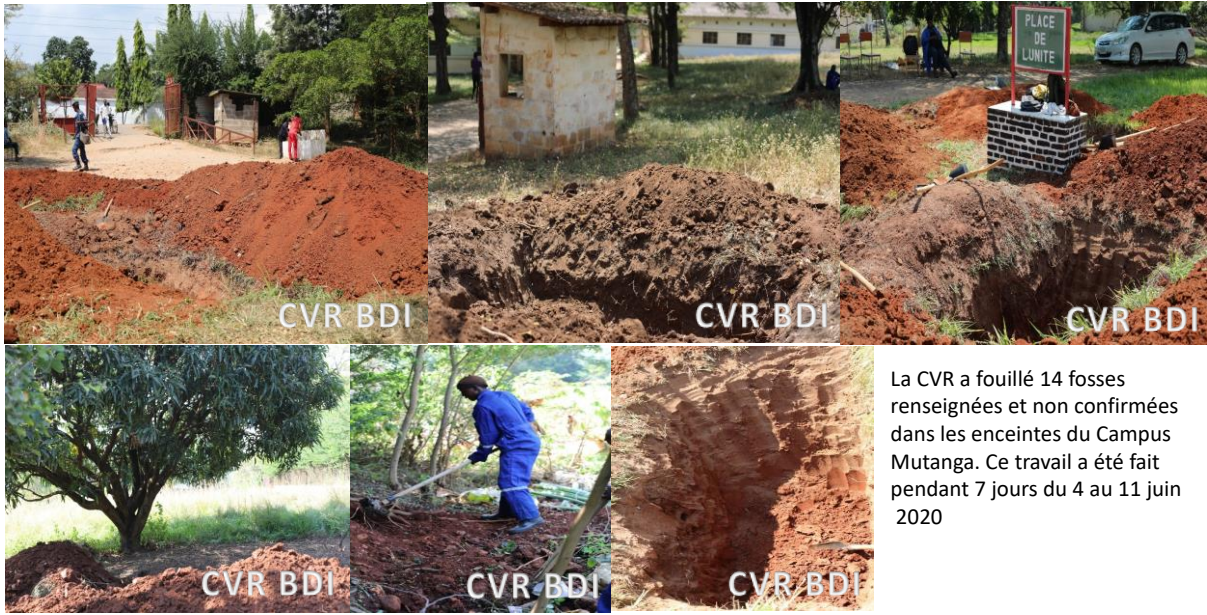 PLACE
DE
LUNITE
CVR BDI
CVR BDI
CVR BDI
CVR BDI
CVR BDI
CVR BDI
La CVR a fouillé 14 fosses
renseignées et non confirmées
dans les enceintes du Campus
Mutanga. Ce travail a été fait
pendant 7 jours du 4 au 11 juin
2020